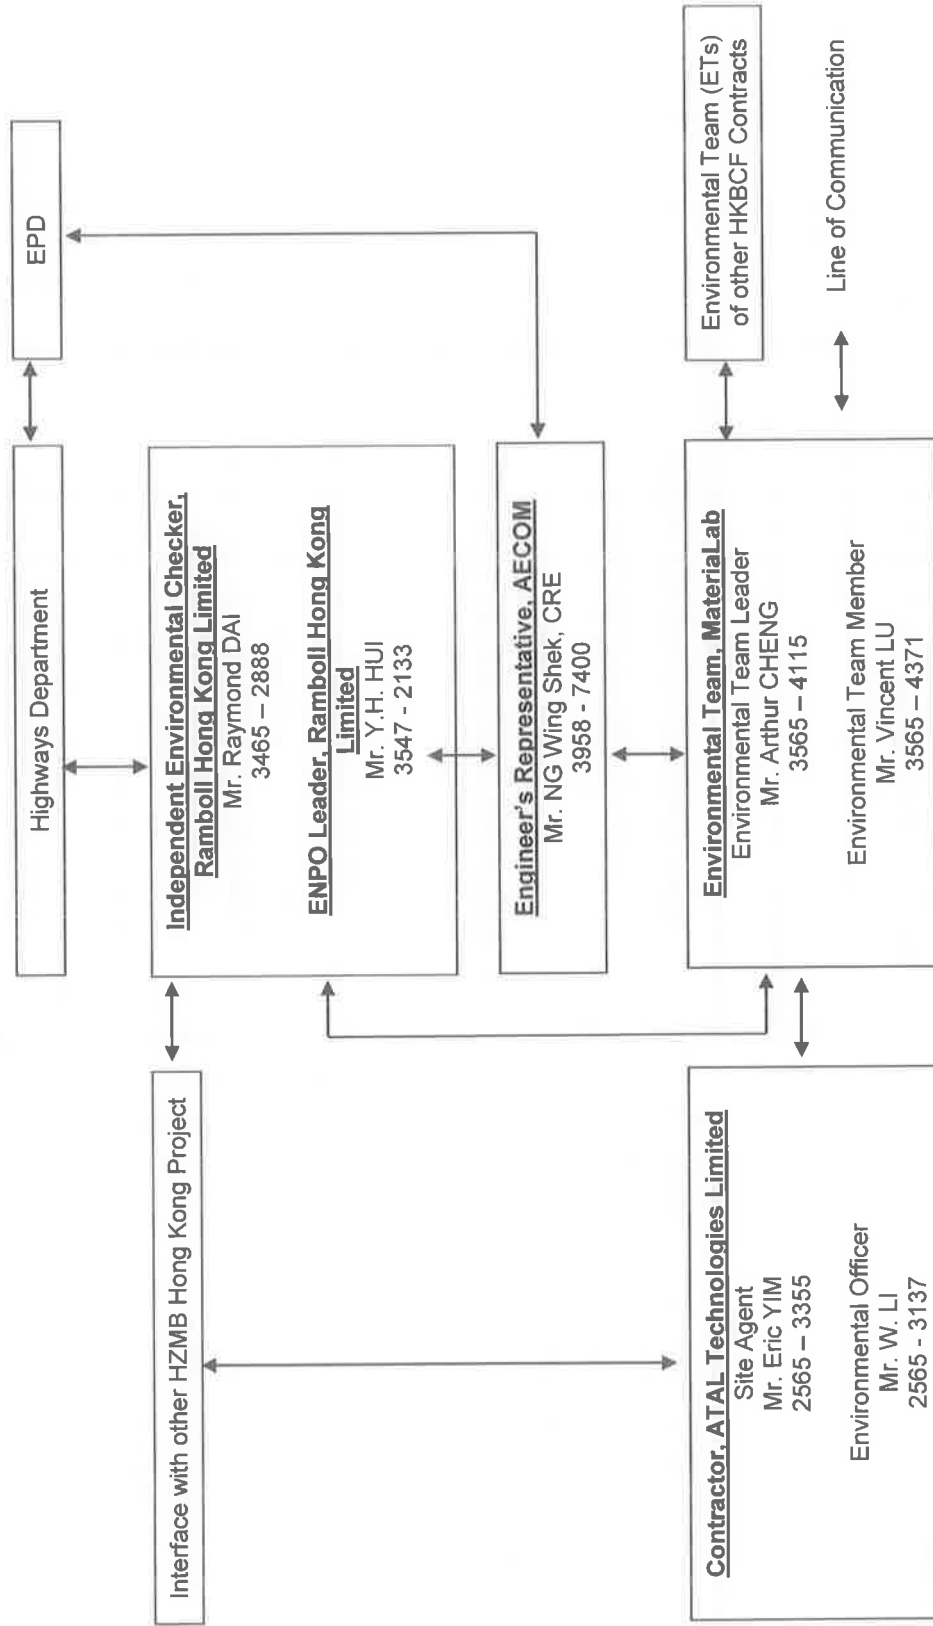 Highways Department
EPD
Interface with other HZMB Hong Kong Project
Independent Environmental Checker,
Ramboll Hong Kong Limited
Mr. Raymond DAI
3465 – 2888
ENPO Leader, Ramboll Hong Kong
Limited
Mr. Y.H. HUI
3547 - 2133
Engineer's Representative, AECOM
Mr. NG Wing Shek, CRE
3958 - 7400
Contractor, ATAL Technologies Limited
Site Agent
Mr. Eric YIM
2565 – 3355
Environmental Officer
Mr. W. LI
2565 - 3137
Environmental Team, MateriaLab
Environmental Team Leader
Mr. Arthur CHENG
3565 – 4115
Environmental Team Member
Mr. Vincent LU
3565 – 4371
Environmental Team (ETs)
of other HKBCF Contracts
Line of Communication